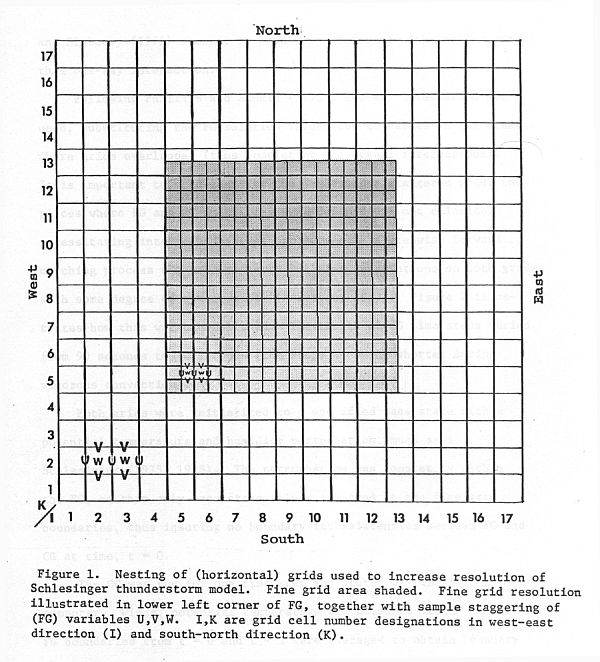 North
17
16
15
14
13
12
11
10
9
West
8
East
7
6
V V
U W U W U
V V
5
4
3
V V
U W U W U
2
V V
1
K
I 1 2 3 4 5 6 7 8 9 10 11 12 13 14 15 16 17
South
Figure 1. Nesting of (horizontal) grids used to increase resolution of
Schlesinger thunderstorm model. Fine grid area shaded. Fine grid resolution
illustrated in lower left corner of FG, together with sample staggering of
(FG) variables U,V,W. I,K are grid cell number designations in west-east
direction (I) and south-north direction (K).